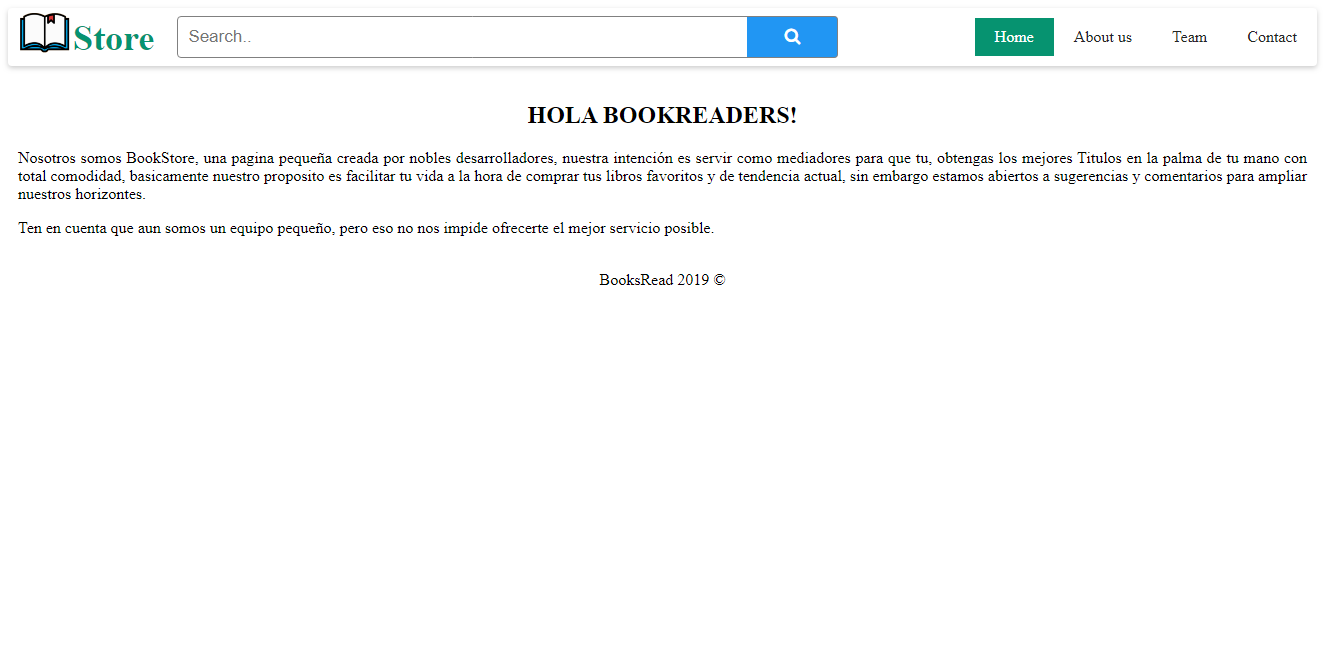 Store
Search..
Home
About us
Team
Contact
HOLA BOOKREADERS!
Nosotros somos BookStore, una pagina pequeña creada por nobles desarrolladores, nuestra intención es servir como mediadores para que tu, obtengas los mejores Titulos en la palma de tu mano con
total comodidad, basicamente nuestro proposito es facilitar tu vida a la hora de comprar tus libros favoritos y de tendencia actual, sin embargo estamos abiertos a sugerencias y comentarios para ampliar
nuestros horizontes.
Ten en cuenta que aun somos un equipo pequeño, pero eso no nos impide ofrecerte el mejor servicio posible.
BooksRead 2019 ©